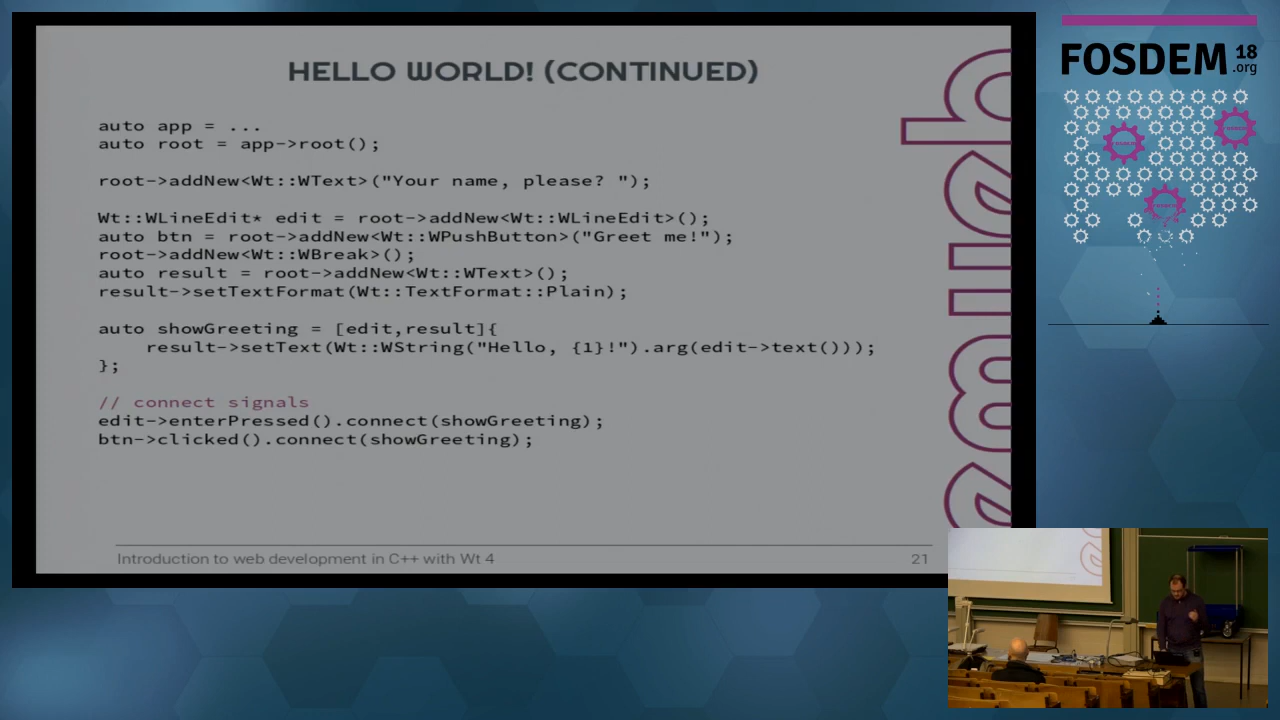 HELLO WORLD! (CONTINUED)
auto app = ...
auto root = app->root();
root->addNew<Wt::WText>("Your name, please? ");
Wt::WLineEdit* edit = root->addNew<Wt::WLineEdit>();
auto btn = root->addNew<Wt::WPushButton>("Greet me!");
root->addNew<Wt::WBreak>();
auto result = root->addNew<Wt::WText>();
result->setTextFormat(Wt::TextFormat::Plain);
auto showGreeting = [edit,result]{
    result->setText(Wt::WString("Hello, {1}!").arg(edit->text()));
};
// connect signals
edit->enterPressed().connect(showGreeting);
btn->clicked().connect(showGreeting);
Introduction to web development in C++ with Wt 4
21
FOSDEM 18
.org